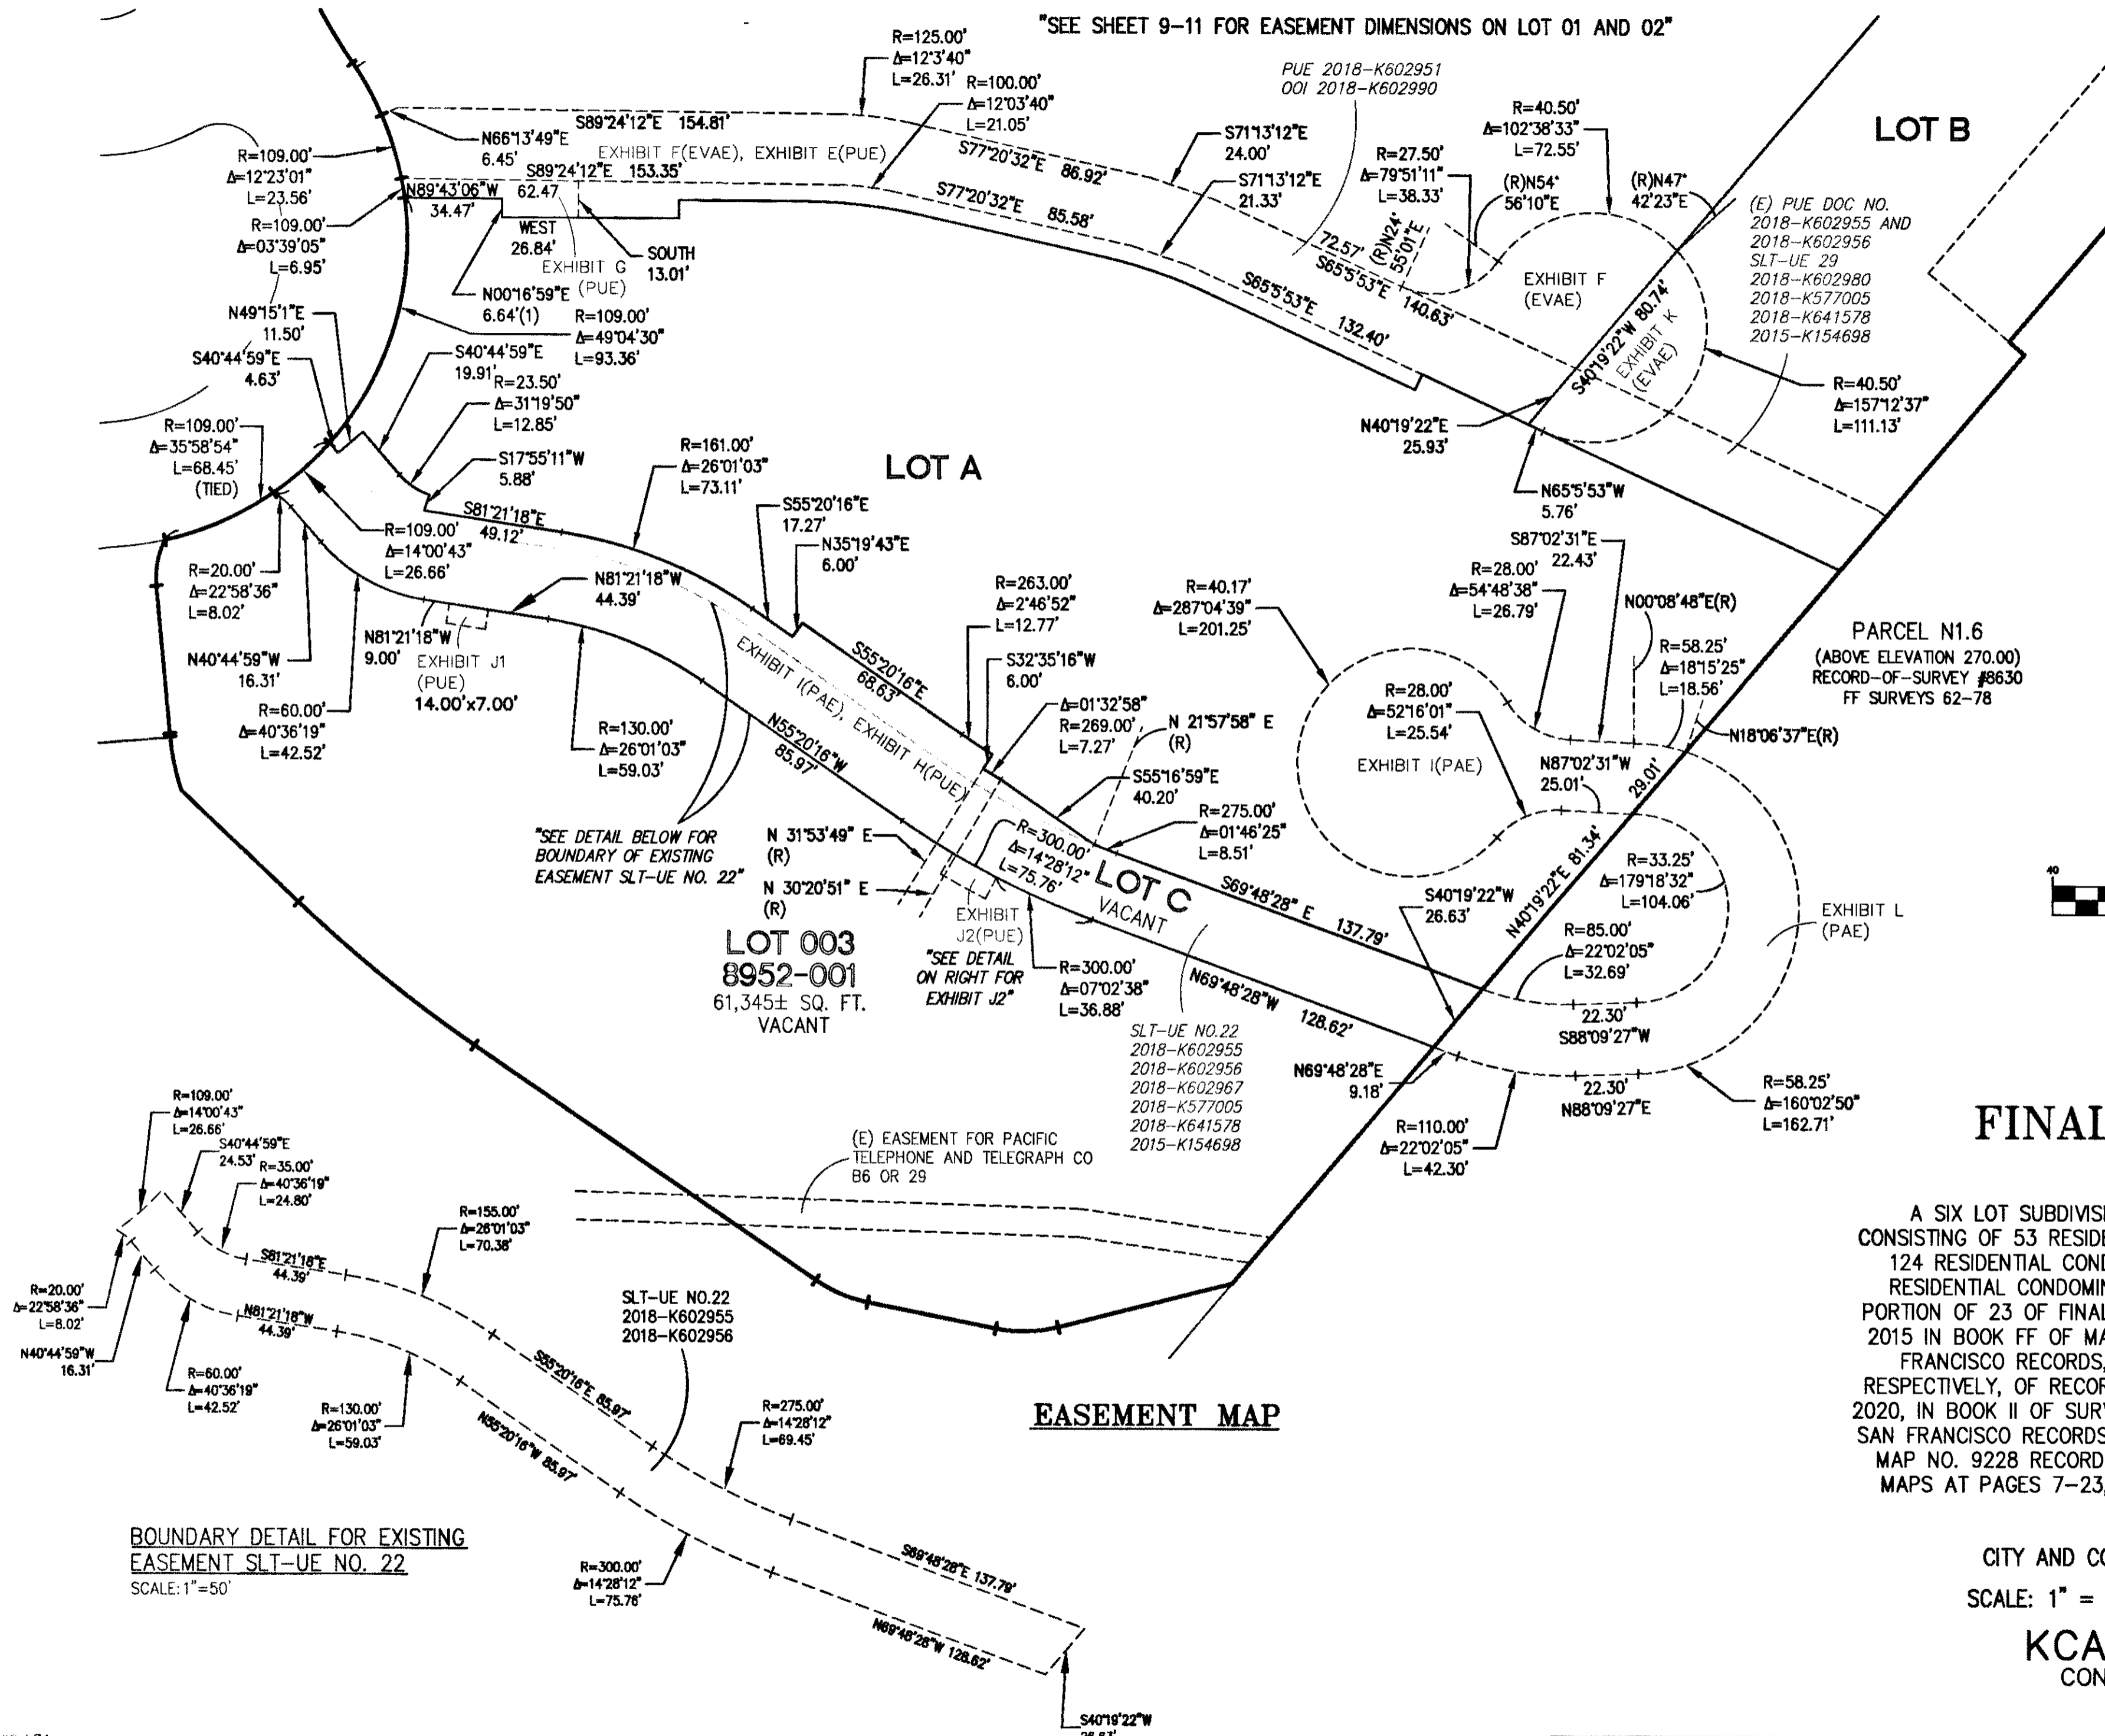 "SEE SHEET 9-11 FOR EASEMENT DIMENSIONS ON LOT 01 AND 02"
R=125.00'
Δ=12°3'40"
L=26.31'
R=100.00'
Δ=12°03'40"
L=21.05'
PUE 2018-K602951
OOI 2018-K602990
R=40.50'
Δ=102°38'33"
L=72.55'
LOT B
S89°24'12"E 154.81'
N66°13'49"E
6.45'
EXHIBIT F(EVAE), EXHIBIT E(PUE)
S89°24'12"E 153.35'
R=109.00'
Δ=12°23'01"
L=23.56'
R=109.00'
Δ=03°39'05"
L=6.95'
N89°43'06"W
34.47'
62.47
WEST
26.84'
EXHIBIT G
(PUE)
SOUTH
13.01'
N00°16'59"E
6.64'(1)
S77°20'32"E 86.92'
S77°20'32"E 85.58'
S71°13'12"E
24.00'
S71°13'12"E
21.33'
R=27.50'
Δ=79°51'11"
L=38.33'
(R)N54°
56'10"E
(R)N47°
42'23"E
(R)N24°
55'01"E
72.57'
S65°5'53"E 140.63'
S65°5'53"E 132.40'
EXHIBIT F
(EVAE)
S40°19'22"W 80.74'
EXHIBIT K
(EVAE)
(E) PUE DOC NO.
2018-K602955 AND
2018-K602956
SLT-UE 29
2018-K602980
2018-K577005
2018-K641578
2015-K154698
R=40.50'
Δ=157°12'37"
L=111.13'
N40°19'22"E
25.93'
N65°5'53"W
5.76'
N49°15'1"E
11.50'
S40°44'59"E
4.63'
R=109.00'
Δ=49°04'30"
L=93.36'
S40°44'59"E
19.91'
R=23.50'
Δ=31°19'50"
L=12.85'
S17°55'11"W
5.88'
R=109.00'
Δ=35°58'54"
L=68.45'
(TIED)
R=161.00'
Δ=26°01'03"
L=73.11'
LOT A
S81°21'18"E
49.12'
S55°20'16"E
17.27'
N35°19'43"E
6.00'
R=109.00'
Δ=14°00'43"
L=26.66'
R=20.00'
Δ=22°58'36"
L=8.02'
N40°44'59"W
16.31'
R=60.00'
Δ=40°36'19"
L=42.52'
N81°21'18"W
9.00'
EXHIBIT J1
(PUE)
14.00'x7.00'
N81°21'18"W
44.39'
R=130.00'
Δ=26°01'03"
L=59.03'
EXHIBIT I(PAE), EXHIBIT H(PUE)
S55°20'16"E
68.63'
N55°20'16"W
85.97'
"SEE DETAIL BELOW FOR
BOUNDARY OF EXISTING
EASEMENT SLT-UE NO. 22"
R=263.00'
Δ=2°46'52"
L=12.77'
S32°35'16"W
6.00'
Δ=01°32'58"
R=269.00'
L=7.27'
N 21°57'58" E
(R)
S55°16'59"E
40.20'
R=275.00'
Δ=01°46'25"
L=8.51'
N 31°53'49" E
(R)
N 30°20'51" E
(R)
R=300.00'
Δ=14°28'12"
L=75.76'
LOT C
VACANT
EXHIBIT
J2(PUE)
"SEE DETAIL
ON RIGHT FOR
EXHIBIT J2"
R=300.00'
Δ=07°02'38"
L=36.88'
S69°48'28" E 137.79'
N69°48'28"W 128.62'
LOT 003
8952-001
61,345± SQ. FT.
VACANT
SLT-UE NO.22
2018-K602955
2018-K602956
2018-K602967
2018-K577005
2018-K641578
2015-K154698
R=40.17'
Δ=287°04'39"
L=201.25'
R=28.00'
Δ=52°16'01"
L=25.54'
EXHIBIT I(PAE)
S87°02'31"E
22.43'
R=28.00'
Δ=54°48'38"
L=26.79'
N00°08'48"E(R)
R=58.25'
Δ=18°15'25"
L=18.56'
N18°06'37"E(R)
N87°02'31"W
25.01'
29.01'
N40°19'22"E 81.34'
PARCEL N1.6
(ABOVE ELEVATION 270.00)
RECORD-OF-SURVEY #8630
FF SURVEYS 62-78
40
R=33.25'
Δ=179°18'32"
L=104.06'
EXHIBIT L
(PAE)
S40°19'22"W
26.63'
R=85.00'
Δ=22°02'05"
L=32.69'
22.30'
S88°09'27"W
N69°48'28"E
9.18'
22.30'
N88°09'27"E
R=110.00'
Δ=22°02'05"
L=42.30'
R=58.25'
Δ=160°02'50"
L=162.71'
(E) EASEMENT FOR PACIFIC
TELEPHONE AND TELEGRAPH CO
B6 OR 29
R=109.00'
Δ=14°00'43"
L=26.66'
S40°44'59"E
24.53'
R=35.00'
Δ=40°36'19"
L=24.80'
S81°21'18"E
44.39'
N81°21'18"W
44.39'
R=20.00'
Δ=22°58'36"
L=8.02'
N40°44'59"W
16.31'
R=60.00'
Δ=40°36'19"
L=42.52'
R=155.00'
Δ=26°01'03"
L=70.38'
R=130.00'
Δ=26°01'03"
L=59.03'
S55°20'16"E 85.97'
N55°20'16"W 85.97'
SLT-UE NO.22
2018-K602955
2018-K602956
R=275.00'
Δ=14°28'12"
L=69.45'
R=300.00'
Δ=14°28'12"
L=75.76'
S69°48'28"E 137.79'
N69°48'28"W 128.62'
S40°19'22"W
BOUNDARY DETAIL FOR EXISTING
EASEMENT SLT-UE NO. 22
SCALE: 1"=50'
EASEMENT MAP
FINAL
A SIX LOT SUBDIVIS
CONSISTING OF 53 RESIDE
124 RESIDENTIAL COND
RESIDENTIAL CONDOMIN
PORTION OF 23 OF FINAL
2015 IN BOOK FF OF MA
FRANCISCO RECORDS,
RESPECTIVELY, OF RECOR
2020, IN BOOK II OF SURV
SAN FRANCISCO RECORDS
MAP NO. 9228 RECORD
MAPS AT PAGES 7-23,
CITY AND CO
SCALE: 1" =
KCA
CON